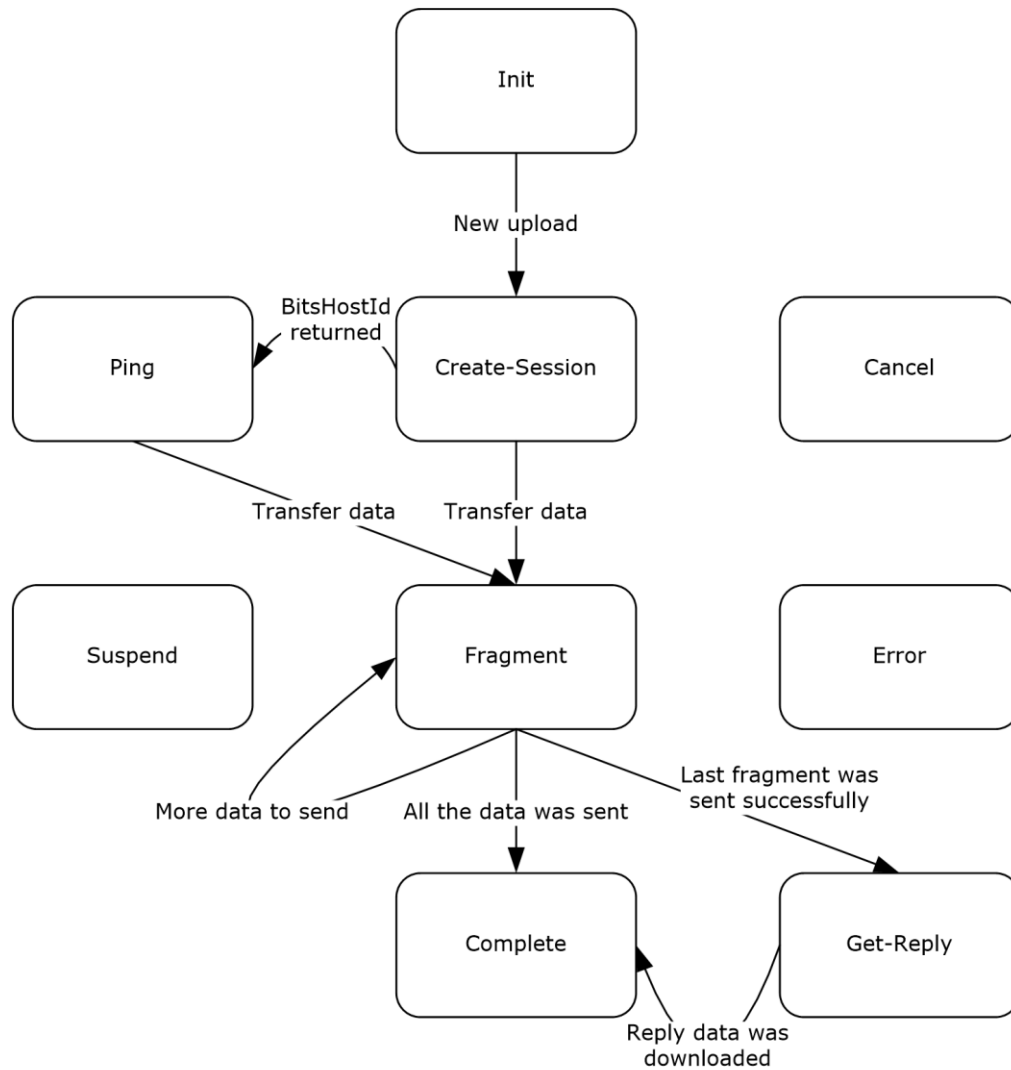 Init
New upload
BitsHostId
returned
Ping
Create-Session
Cancel
Transfer data
Transfer data
Suspend
Fragment
Error
More data to send
All the data was sent
Last fragment was
sent successfully
Complete
Get-Reply
Reply data was
downloaded